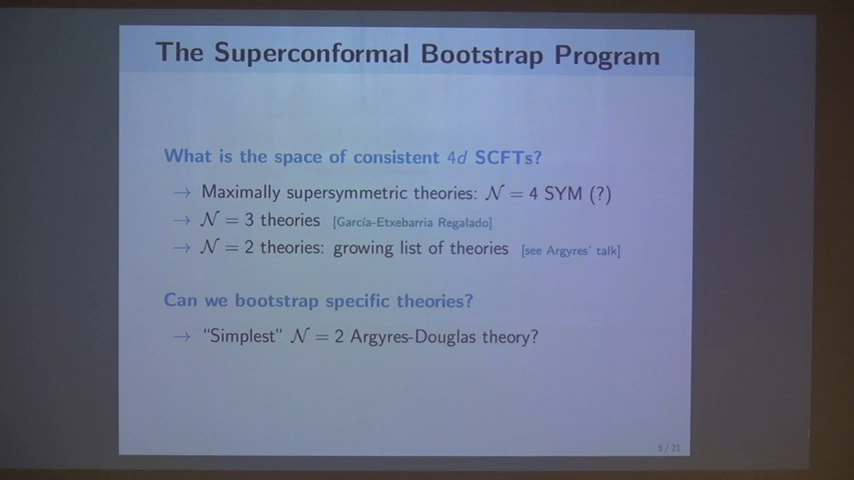 The Superconformal Bootstrap Program
What is the space of consistent 4d SCFTs?
→ Maximally supersymmetric theories: 𝒩 = 4 SYM (?)
→ 𝒩 = 3 theories [García-Etxebarria Regalado]
→ 𝒩 = 2 theories: growing list of theories [see Argyres' talk]
Can we bootstrap specific theories?
→ “Simplest” 𝒩 = 2 Argyres-Douglas theory?
5 / 21